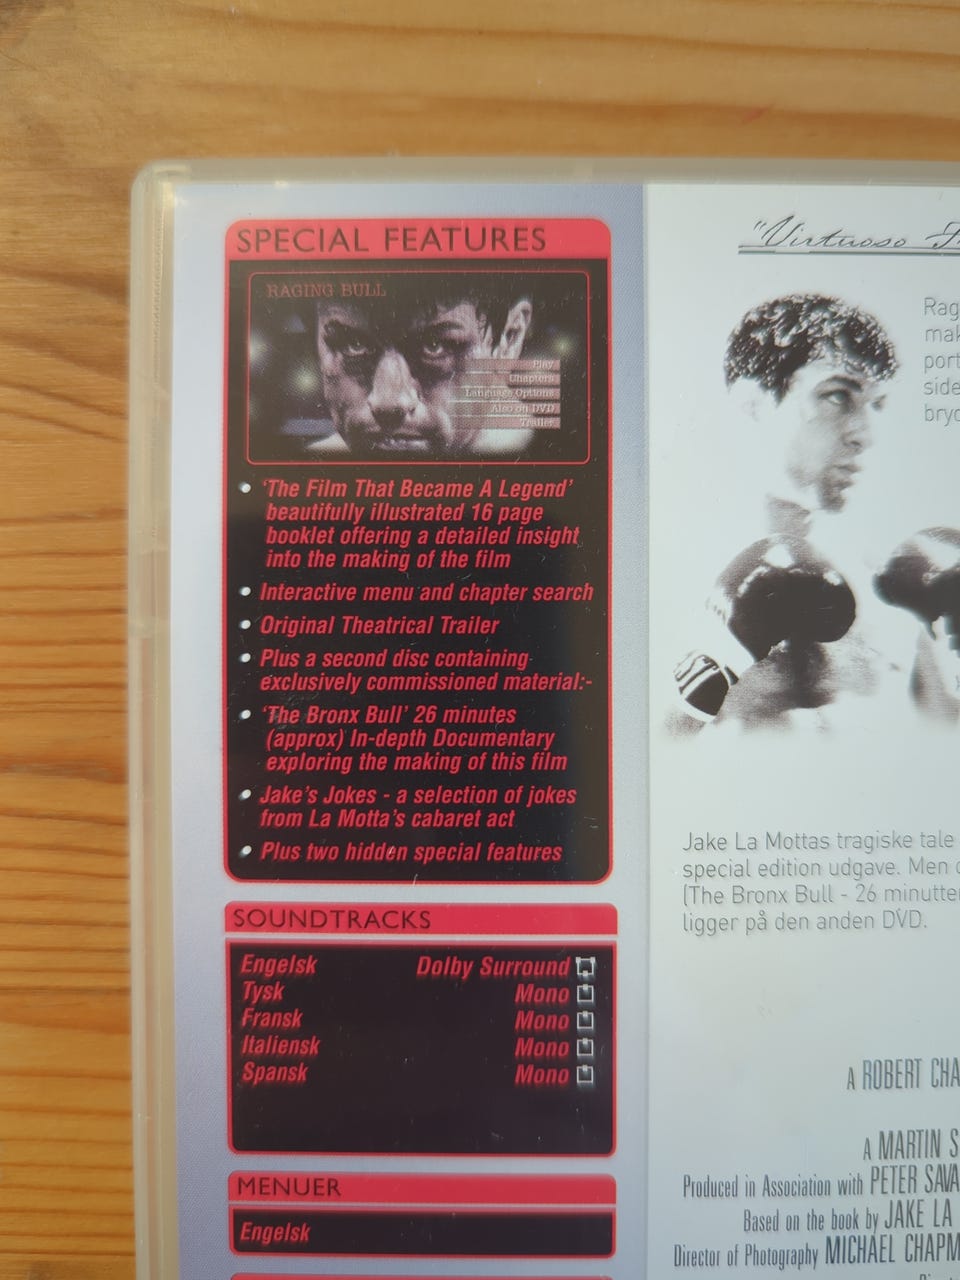 SPECIAL FEATURES
RAGING BULL
Play
Chapters
Language Options
Also on DVD
Trailer
• 'The Film That Became A Legend'
beautifully illustrated 16 page
booklet offering a detailed insight
into the making of the film
• Interactive menu and chapter search
• Original Theatrical Trailer
• Plus a second disc containing
exclusively commissioned material:-
• 'The Bronx Bull' 26 minutes
(approx) In-depth Documentary
exploring the making of this film
• Jake's Jokes - a selection of jokes
from La Motta's cabaret act
• Plus two hidden special features
SOUNDTRACKS
Engelsk Dolby Surround
Tysk Mono
Fransk Mono
Italiensk Mono
Spansk Mono
MENUER
Engelsk
"Virtuoso
Jake La Mottas tragiske tale
special edition udgave. Men
(The Bronx Bull - 26 minutter
ligger på den anden DVD.
A ROBERT
A MARTIN
Produced in Association with PETER
Based on the book by JAKE LA
Director of Photography MICHAEL